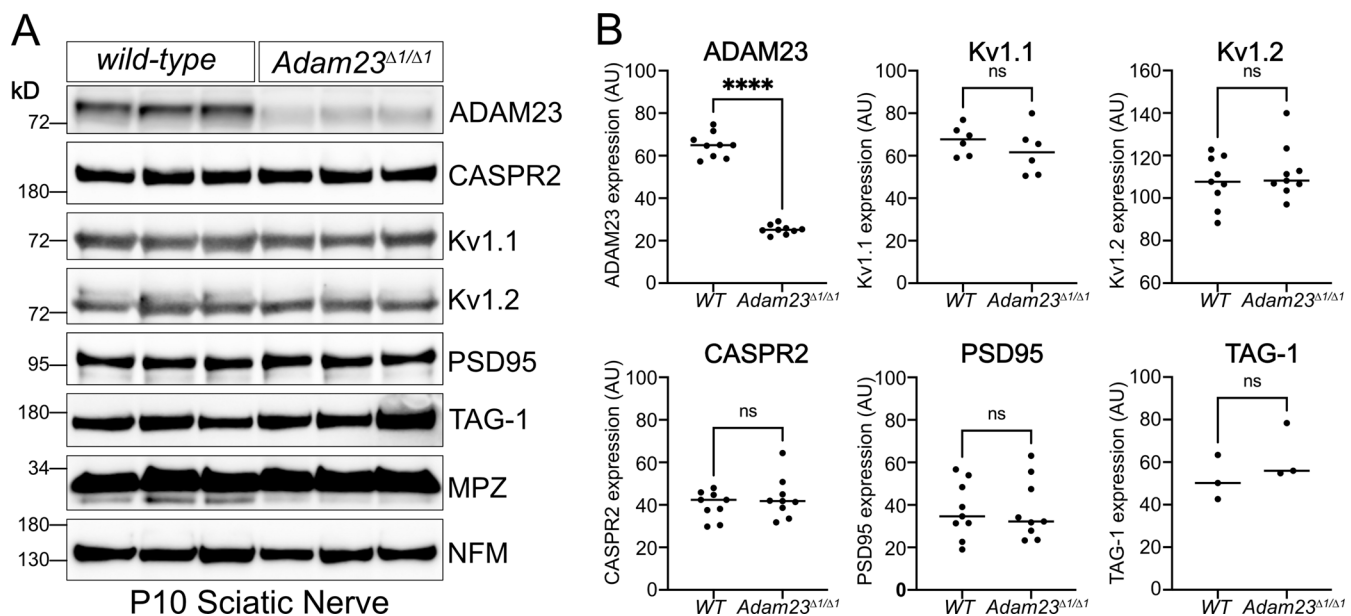 A
wild-type Adam23Δ1/Δ1
kD
72 ADAM23
180 CASPR2
72 Kv1.1
72 Kv1.2
95 PSD95
180 TAG-1
34 MPZ
180
130 NFM
P10 Sciatic Nerve
B
ADAM23
ADAM23 expression (AU)
100
80
60
40
20
0
****
WT Adam23Δ1/Δ1
Kv1.1
Kv1.1 expression (AU)
100
80
60
40
20
0
ns
WT Adam23Δ1/Δ1
Kv1.2
Kv1.2 expression (AU)
160
140
120
100
80
60
ns
WT Adam23Δ1/Δ1
CASPR2
CASPR2 expression (AU)
100
80
60
40
20
0
ns
WT Adam23Δ1/Δ1
PSD95
PSD95 expression (AU)
100
80
60
40
20
0
ns
WT Adam23Δ1/Δ1
TAG-1
TAG-1 expression (AU)
100
80
60
40
20
0
ns
WT Adam23Δ1/Δ1